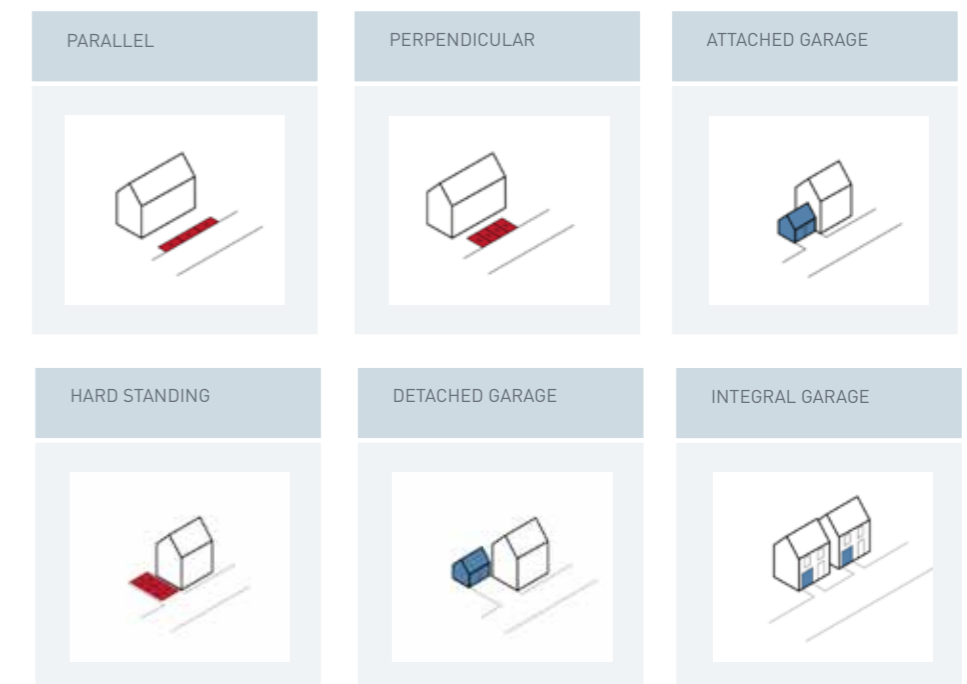 PARALLEL
PERPENDICULAR
ATTACHED GARAGE
HARD STANDING
DETACHED GARAGE
INTEGRAL GARAGE